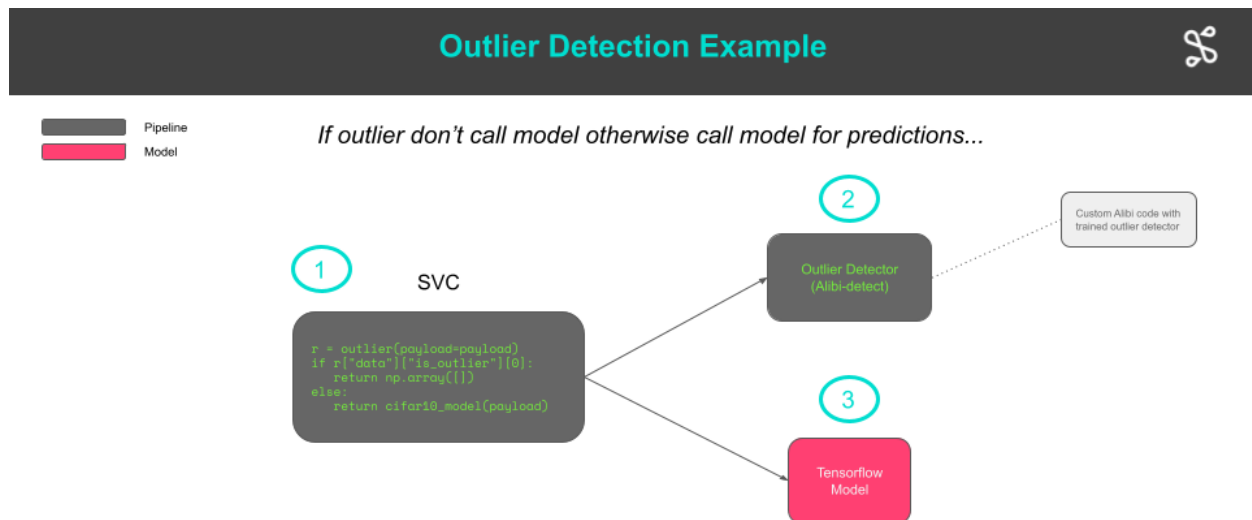 Outlier Detection Example
Pipeline
Model
If outlier don't call model otherwise call model for predictions...
1
SVC
r = outlier(payload=payload)
if r["data"]["is_outlier"][0]:
   return np.array([])
else:
   return cifar10_model(payload)
2
Outlier Detector
(Alibi-detect)
Custom Alibi code with
trained outlier detector
3
Tensorflow
Model